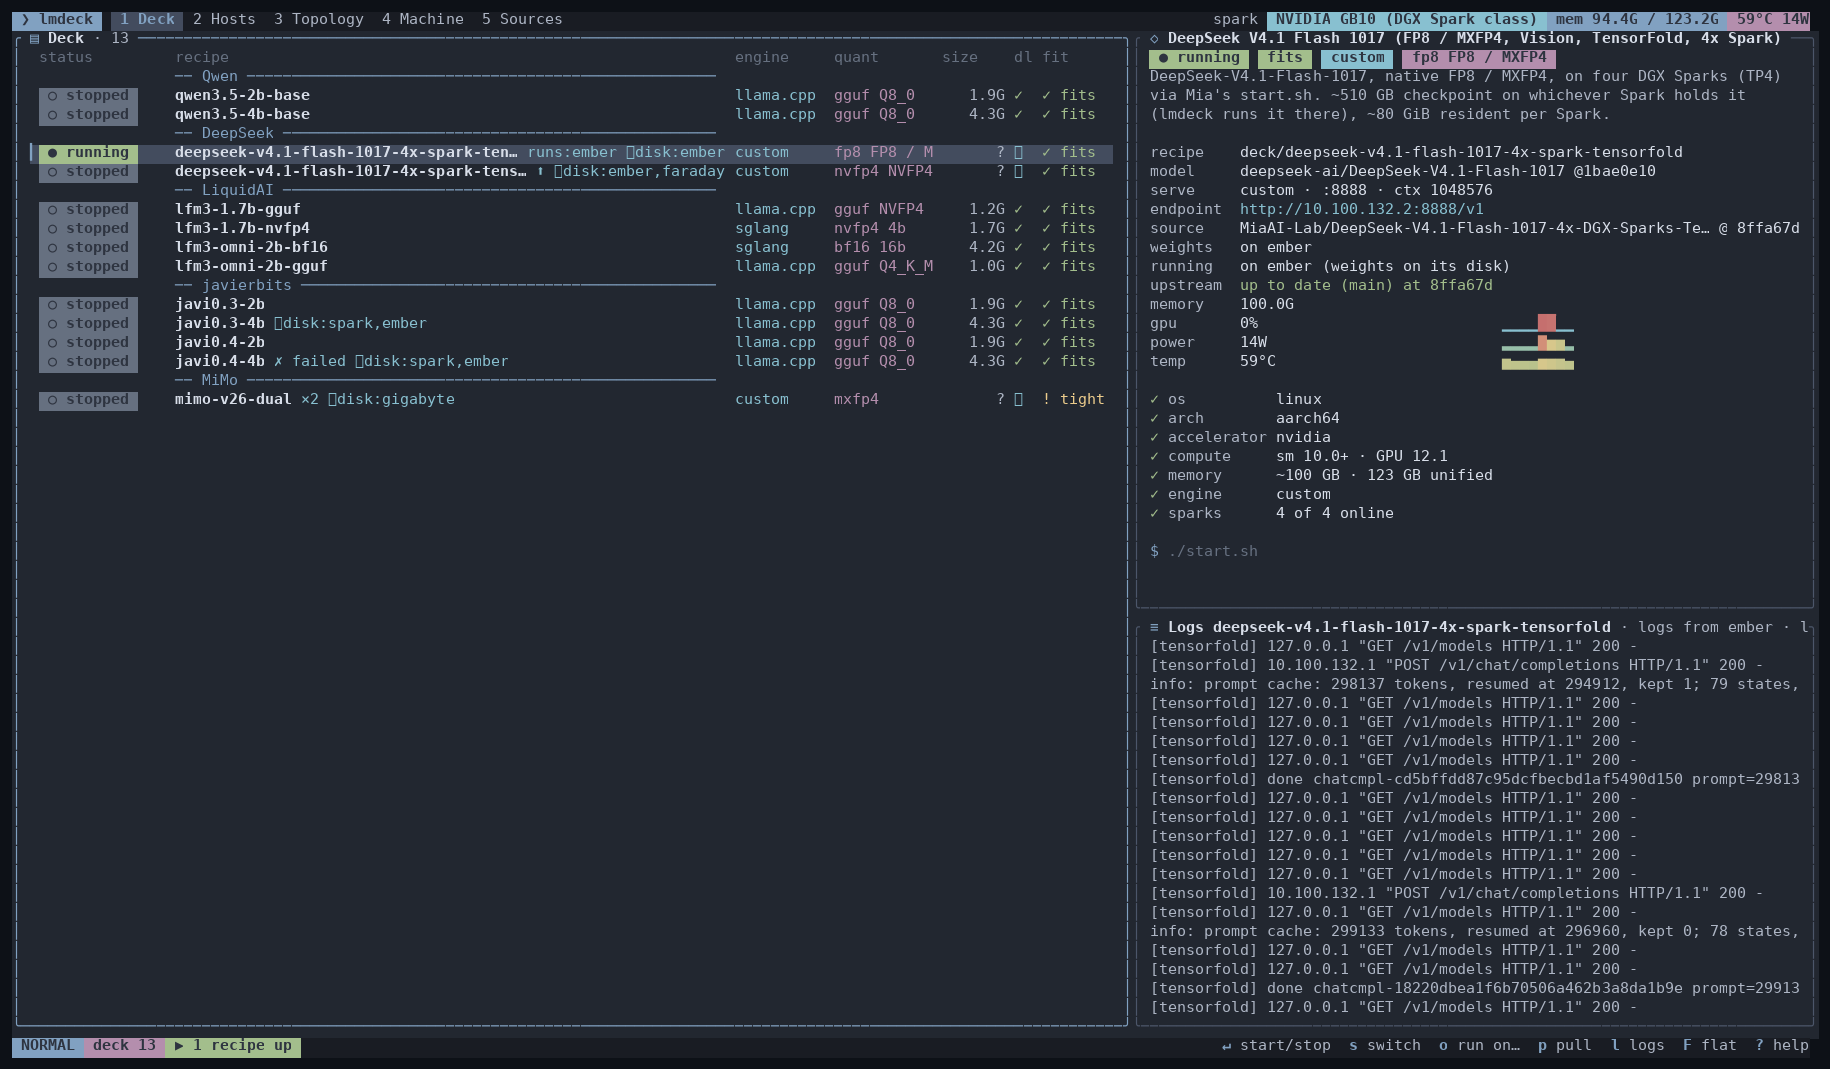 ❯ lmdeck 1 Deck 2 Hosts 3 Topology 4 Machine 5 Sources spark NVIDIA GB10 (DGX Spark class) mem 94.4G / 123.2G 59°C 14W
▤ Deck · 13
status recipe engine quant size dl fit
── Qwen
○ stopped qwen3.5-2b-base llama.cpp gguf Q8_0 1.9G ✓ ✓ fits
○ stopped qwen3.5-4b-base llama.cpp gguf Q8_0 4.3G ✓ ✓ fits
── DeepSeek
● running deepseek-v4.1-flash-1017-4x-spark-ten… runs:ember disk:ember custom fp8 FP8 / M ? ✓ fits
○ stopped deepseek-v4.1-flash-1017-4x-spark-tens… ⬆ disk:ember,faraday custom nvfp4 NVFP4 ? ✓ fits
── LiquidAI
○ stopped lfm3-1.7b-gguf llama.cpp gguf NVFP4 1.2G ✓ ✓ fits
○ stopped lfm3-1.7b-nvfp4 sglang nvfp4 4b 1.7G ✓ ✓ fits
○ stopped lfm3-omni-2b-bf16 sglang bf16 16b 4.2G ✓ ✓ fits
○ stopped lfm3-omni-2b-gguf llama.cpp gguf Q4_K_M 1.0G ✓ ✓ fits
── javierbits
○ stopped javi0.3-2b llama.cpp gguf Q8_0 1.9G ✓ ✓ fits
○ stopped javi0.3-4b disk:spark,ember llama.cpp gguf Q8_0 4.3G ✓ ✓ fits
○ stopped javi0.4-2b llama.cpp gguf Q8_0 1.9G ✓ ✓ fits
○ stopped javi0.4-4b ✗ failed disk:spark,ember llama.cpp gguf Q8_0 4.3G ✓ ✓ fits
── MiMo
○ stopped mimo-v26-dual ×2 disk:gigabyte custom mxfp4 ? ! tight
◇ DeepSeek V4.1 Flash 1017 (FP8 / MXFP4, Vision, TensorFold, 4x Spark)
● running fits custom fp8 FP8 / MXFP4
DeepSeek-V4.1-Flash-1017, native FP8 / MXFP4, on four DGX Sparks (TP4)
via Mia's start.sh. ~510 GB checkpoint on whichever Spark holds it
(lmdeck runs it there), ~80 GiB resident per Spark.
recipe deck/deepseek-v4.1-flash-1017-4x-spark-tensorfold
model deepseek-ai/DeepSeek-V4.1-Flash-1017 @1bae0e10
serve custom · :8888 · ctx 1048576
endpoint http://10.100.132.2:8888/v1
source MiaAI-Lab/DeepSeek-V4.1-Flash-1017-4x-DGX-Sparks-Te… @ 8ffa67d
weights on ember
running on ember (weights on its disk)
upstream up to date (main) at 8ffa67d
memory 100.0G
gpu 0%
power 14W
temp 59°C
✓ os linux
✓ arch aarch64
✓ accelerator nvidia
✓ compute sm 10.0+ · GPU 12.1
✓ memory ~100 GB · 123 GB unified
✓ engine custom
✓ sparks 4 of 4 online
$ ./start.sh
≡ Logs deepseek-v4.1-flash-1017-4x-spark-tensorfold · logs from ember · l
[tensorfold] 127.0.0.1 "GET /v1/models HTTP/1.1" 200 -
[tensorfold] 10.100.132.1 "POST /v1/chat/completions HTTP/1.1" 200 -
info: prompt cache: 298137 tokens, resumed at 294912, kept 1; 79 states,
[tensorfold] 127.0.0.1 "GET /v1/models HTTP/1.1" 200 -
[tensorfold] 127.0.0.1 "GET /v1/models HTTP/1.1" 200 -
[tensorfold] 127.0.0.1 "GET /v1/models HTTP/1.1" 200 -
[tensorfold] 127.0.0.1 "GET /v1/models HTTP/1.1" 200 -
[tensorfold] done chatcmpl-cd5bffdd87c95dcfbecbd1af5490d150 prompt=29813
[tensorfold] 127.0.0.1 "GET /v1/models HTTP/1.1" 200 -
[tensorfold] 127.0.0.1 "GET /v1/models HTTP/1.1" 200 -
[tensorfold] 127.0.0.1 "GET /v1/models HTTP/1.1" 200 -
[tensorfold] 127.0.0.1 "GET /v1/models HTTP/1.1" 200 -
[tensorfold] 127.0.0.1 "GET /v1/models HTTP/1.1" 200 -
[tensorfold] 10.100.132.1 "POST /v1/chat/completions HTTP/1.1" 200 -
[tensorfold] 127.0.0.1 "GET /v1/models HTTP/1.1" 200 -
info: prompt cache: 299133 tokens, resumed at 296960, kept 0; 78 states,
[tensorfold] 127.0.0.1 "GET /v1/models HTTP/1.1" 200 -
[tensorfold] 127.0.0.1 "GET /v1/models HTTP/1.1" 200 -
[tensorfold] done chatcmpl-18220dbea1f6b70506a462b3a8da1b9e prompt=29913
[tensorfold] 127.0.0.1 "GET /v1/models HTTP/1.1" 200 -
NORMAL deck 13 ▶ 1 recipe up ↵ start/stop s switch o run on… p pull l logs F flat ? help